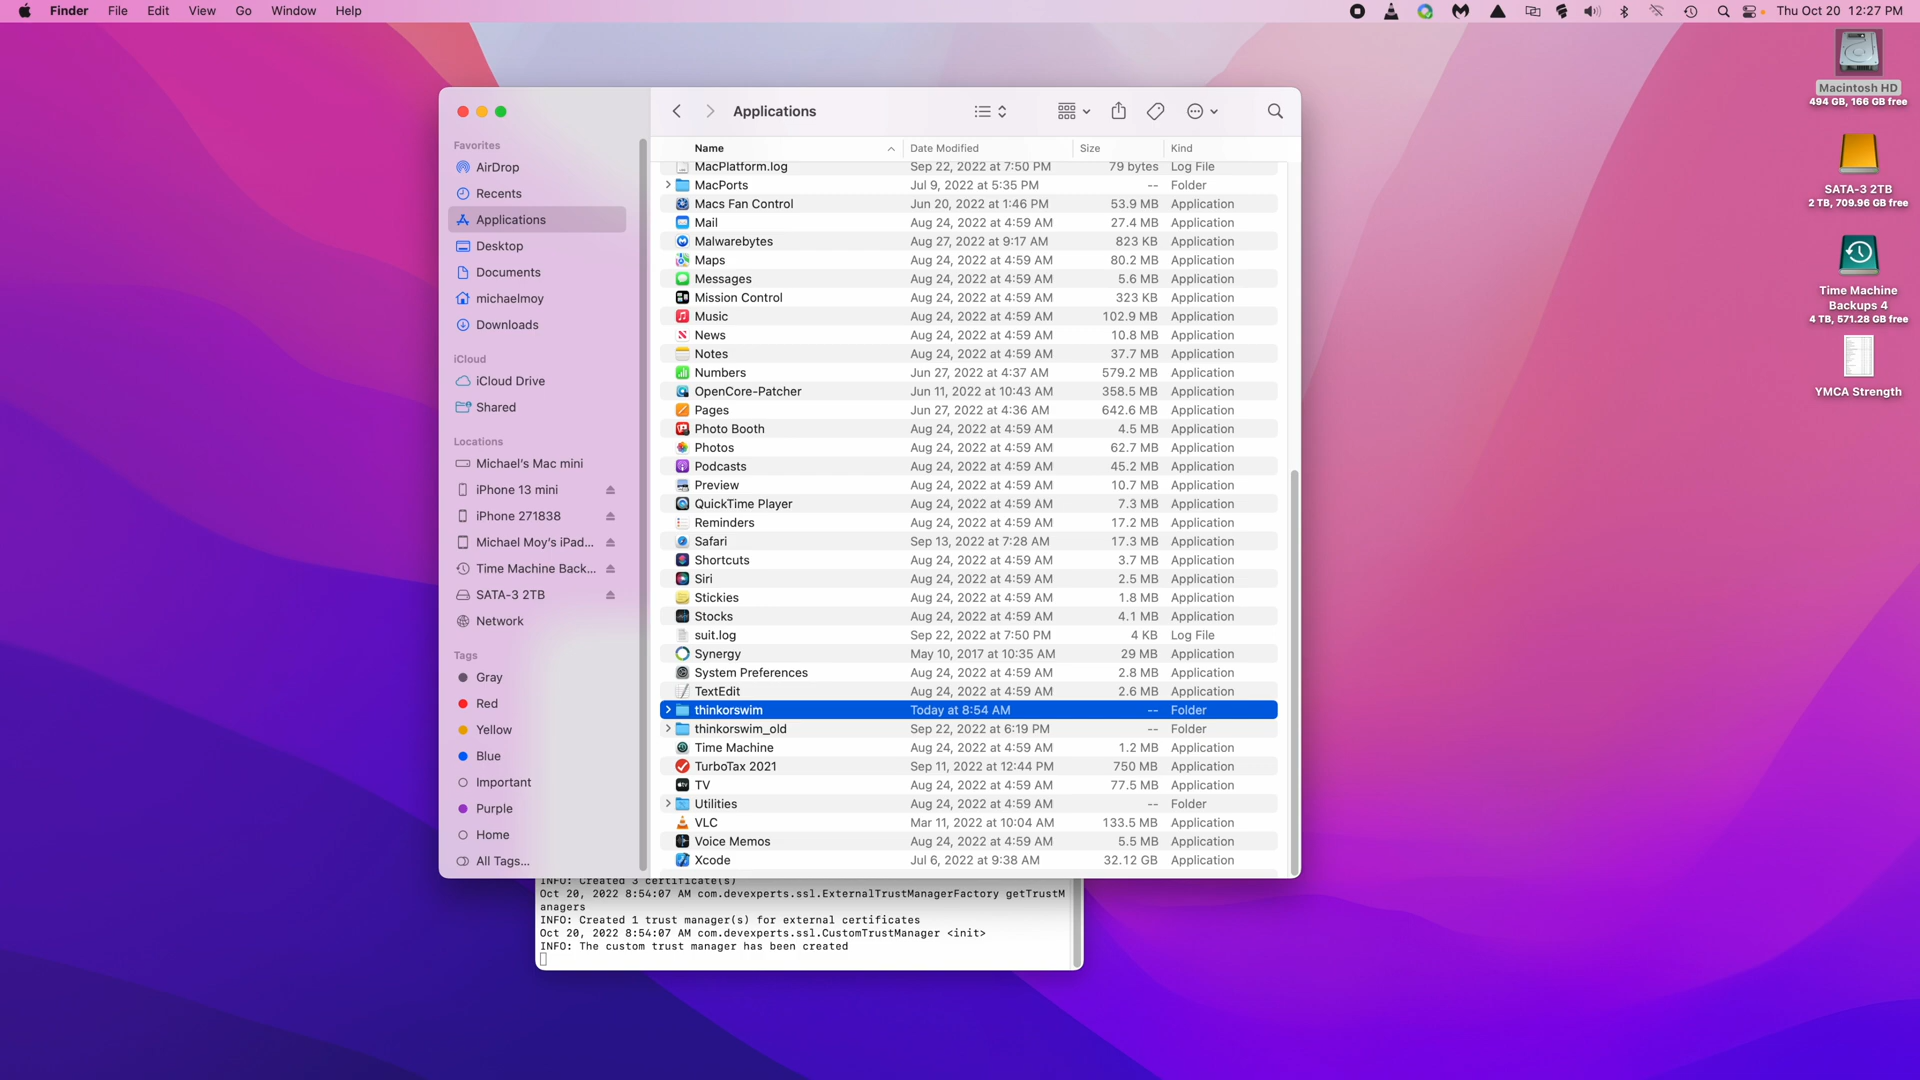 Finder File Edit View Go Window Help Thu Oct 20 12:27 PM
Macintosh HD
494 GB, 166 GB free
SATA-3 2TB
2 TB, 709.96 GB free
Time Machine
Backups 4
4 TB, 571.28 GB free
YMCA Strength
Favorites
AirDrop
Recents
Applications
Desktop
Documents
michaelmoy
Downloads
iCloud
iCloud Drive
Shared
Locations
Michael's Mac mini
iPhone 13 mini
iPhone 271838
Michael Moy's iPad...
Time Machine Back...
SATA-3 2TB
Network
Tags
Gray
Red
Yellow
Blue
Important
Purple
Home
All Tags...
Applications
Name Date Modified Size Kind
MacPlatform.log Sep 22, 2022 at 7:50 PM 79 bytes Log File
MacPorts Jul 9, 2022 at 5:35 PM -- Folder
Macs Fan Control Jun 20, 2022 at 1:46 PM 53.9 MB Application
Mail Aug 24, 2022 at 4:59 AM 27.4 MB Application
Malwarebytes Aug 27, 2022 at 9:17 AM 823 KB Application
Maps Aug 24, 2022 at 4:59 AM 80.2 MB Application
Messages Aug 24, 2022 at 4:59 AM 5.6 MB Application
Mission Control Aug 24, 2022 at 4:59 AM 323 KB Application
Music Aug 24, 2022 at 4:59 AM 102.9 MB Application
News Aug 24, 2022 at 4:59 AM 10.8 MB Application
Notes Aug 24, 2022 at 4:59 AM 37.7 MB Application
Numbers Jun 27, 2022 at 4:37 AM 579.2 MB Application
OpenCore-Patcher Jun 11, 2022 at 10:43 AM 358.5 MB Application
Pages Jun 27, 2022 at 4:36 AM 642.6 MB Application
Photo Booth Aug 24, 2022 at 4:59 AM 4.5 MB Application
Photos Aug 24, 2022 at 4:59 AM 62.7 MB Application
Podcasts Aug 24, 2022 at 4:59 AM 45.2 MB Application
Preview Aug 24, 2022 at 4:59 AM 10.7 MB Application
QuickTime Player Aug 24, 2022 at 4:59 AM 7.3 MB Application
Reminders Aug 24, 2022 at 4:59 AM 17.2 MB Application
Safari Sep 13, 2022 at 7:28 AM 17.3 MB Application
Shortcuts Aug 24, 2022 at 4:59 AM 3.7 MB Application
Siri Aug 24, 2022 at 4:59 AM 2.5 MB Application
Stickies Aug 24, 2022 at 4:59 AM 1.8 MB Application
Stocks Aug 24, 2022 at 4:59 AM 4.1 MB Application
suit.log Sep 22, 2022 at 7:50 PM 4 KB Log File
Synergy May 10, 2017 at 10:35 AM 29 MB Application
System Preferences Aug 24, 2022 at 4:59 AM 2.8 MB Application
TextEdit Aug 24, 2022 at 4:59 AM 2.6 MB Application
thinkorswim Today at 8:54 AM -- Folder
thinkorswim_old Sep 22, 2022 at 6:19 PM -- Folder
Time Machine Aug 24, 2022 at 4:59 AM 1.2 MB Application
TurboTax 2021 Sep 11, 2022 at 12:44 PM 750 MB Application
TV Aug 24, 2022 at 4:59 AM 77.5 MB Application
Utilities Aug 24, 2022 at 4:59 AM -- Folder
VLC Mar 11, 2022 at 10:04 AM 133.5 MB Application
Voice Memos Aug 24, 2022 at 4:59 AM 5.5 MB Application
Xcode Jul 6, 2022 at 9:38 AM 32.12 GB Application
INFO: Created 3 certificate(s)
Oct 20, 2022 8:54:07 AM com.devexperts.ssl.ExternalTrustManagerFactory getTrustM
anagers
INFO: Created 1 trust manager(s) for external certificates
Oct 20, 2022 8:54:07 AM com.devexperts.ssl.CustomTrustManager <init>
INFO: The custom trust manager has been created